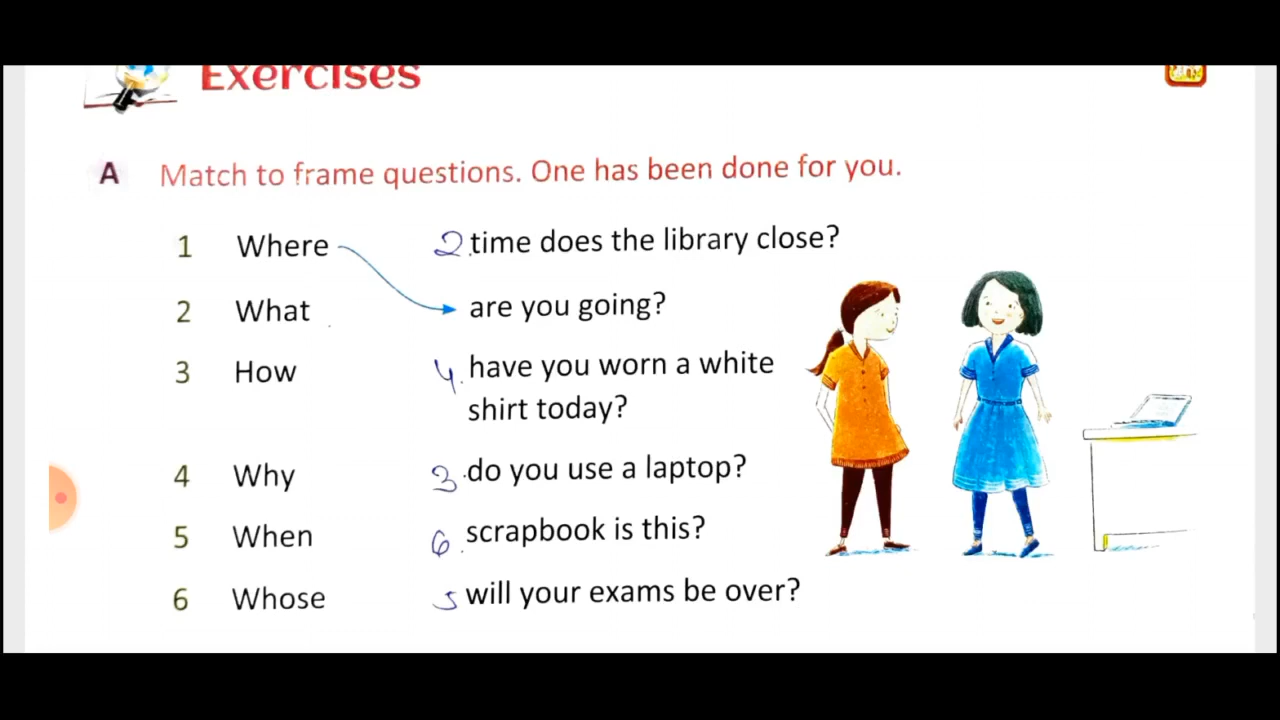 Exercises
A Match to frame questions. One has been done for you.
1 Where 2. time does the library close?
2 What are you going?
3 How 4. have you worn a white
shirt today?
4 Why 3. do you use a laptop?
5 When 6. scrapbook is this?
6 Whose 5 will your exams be over?